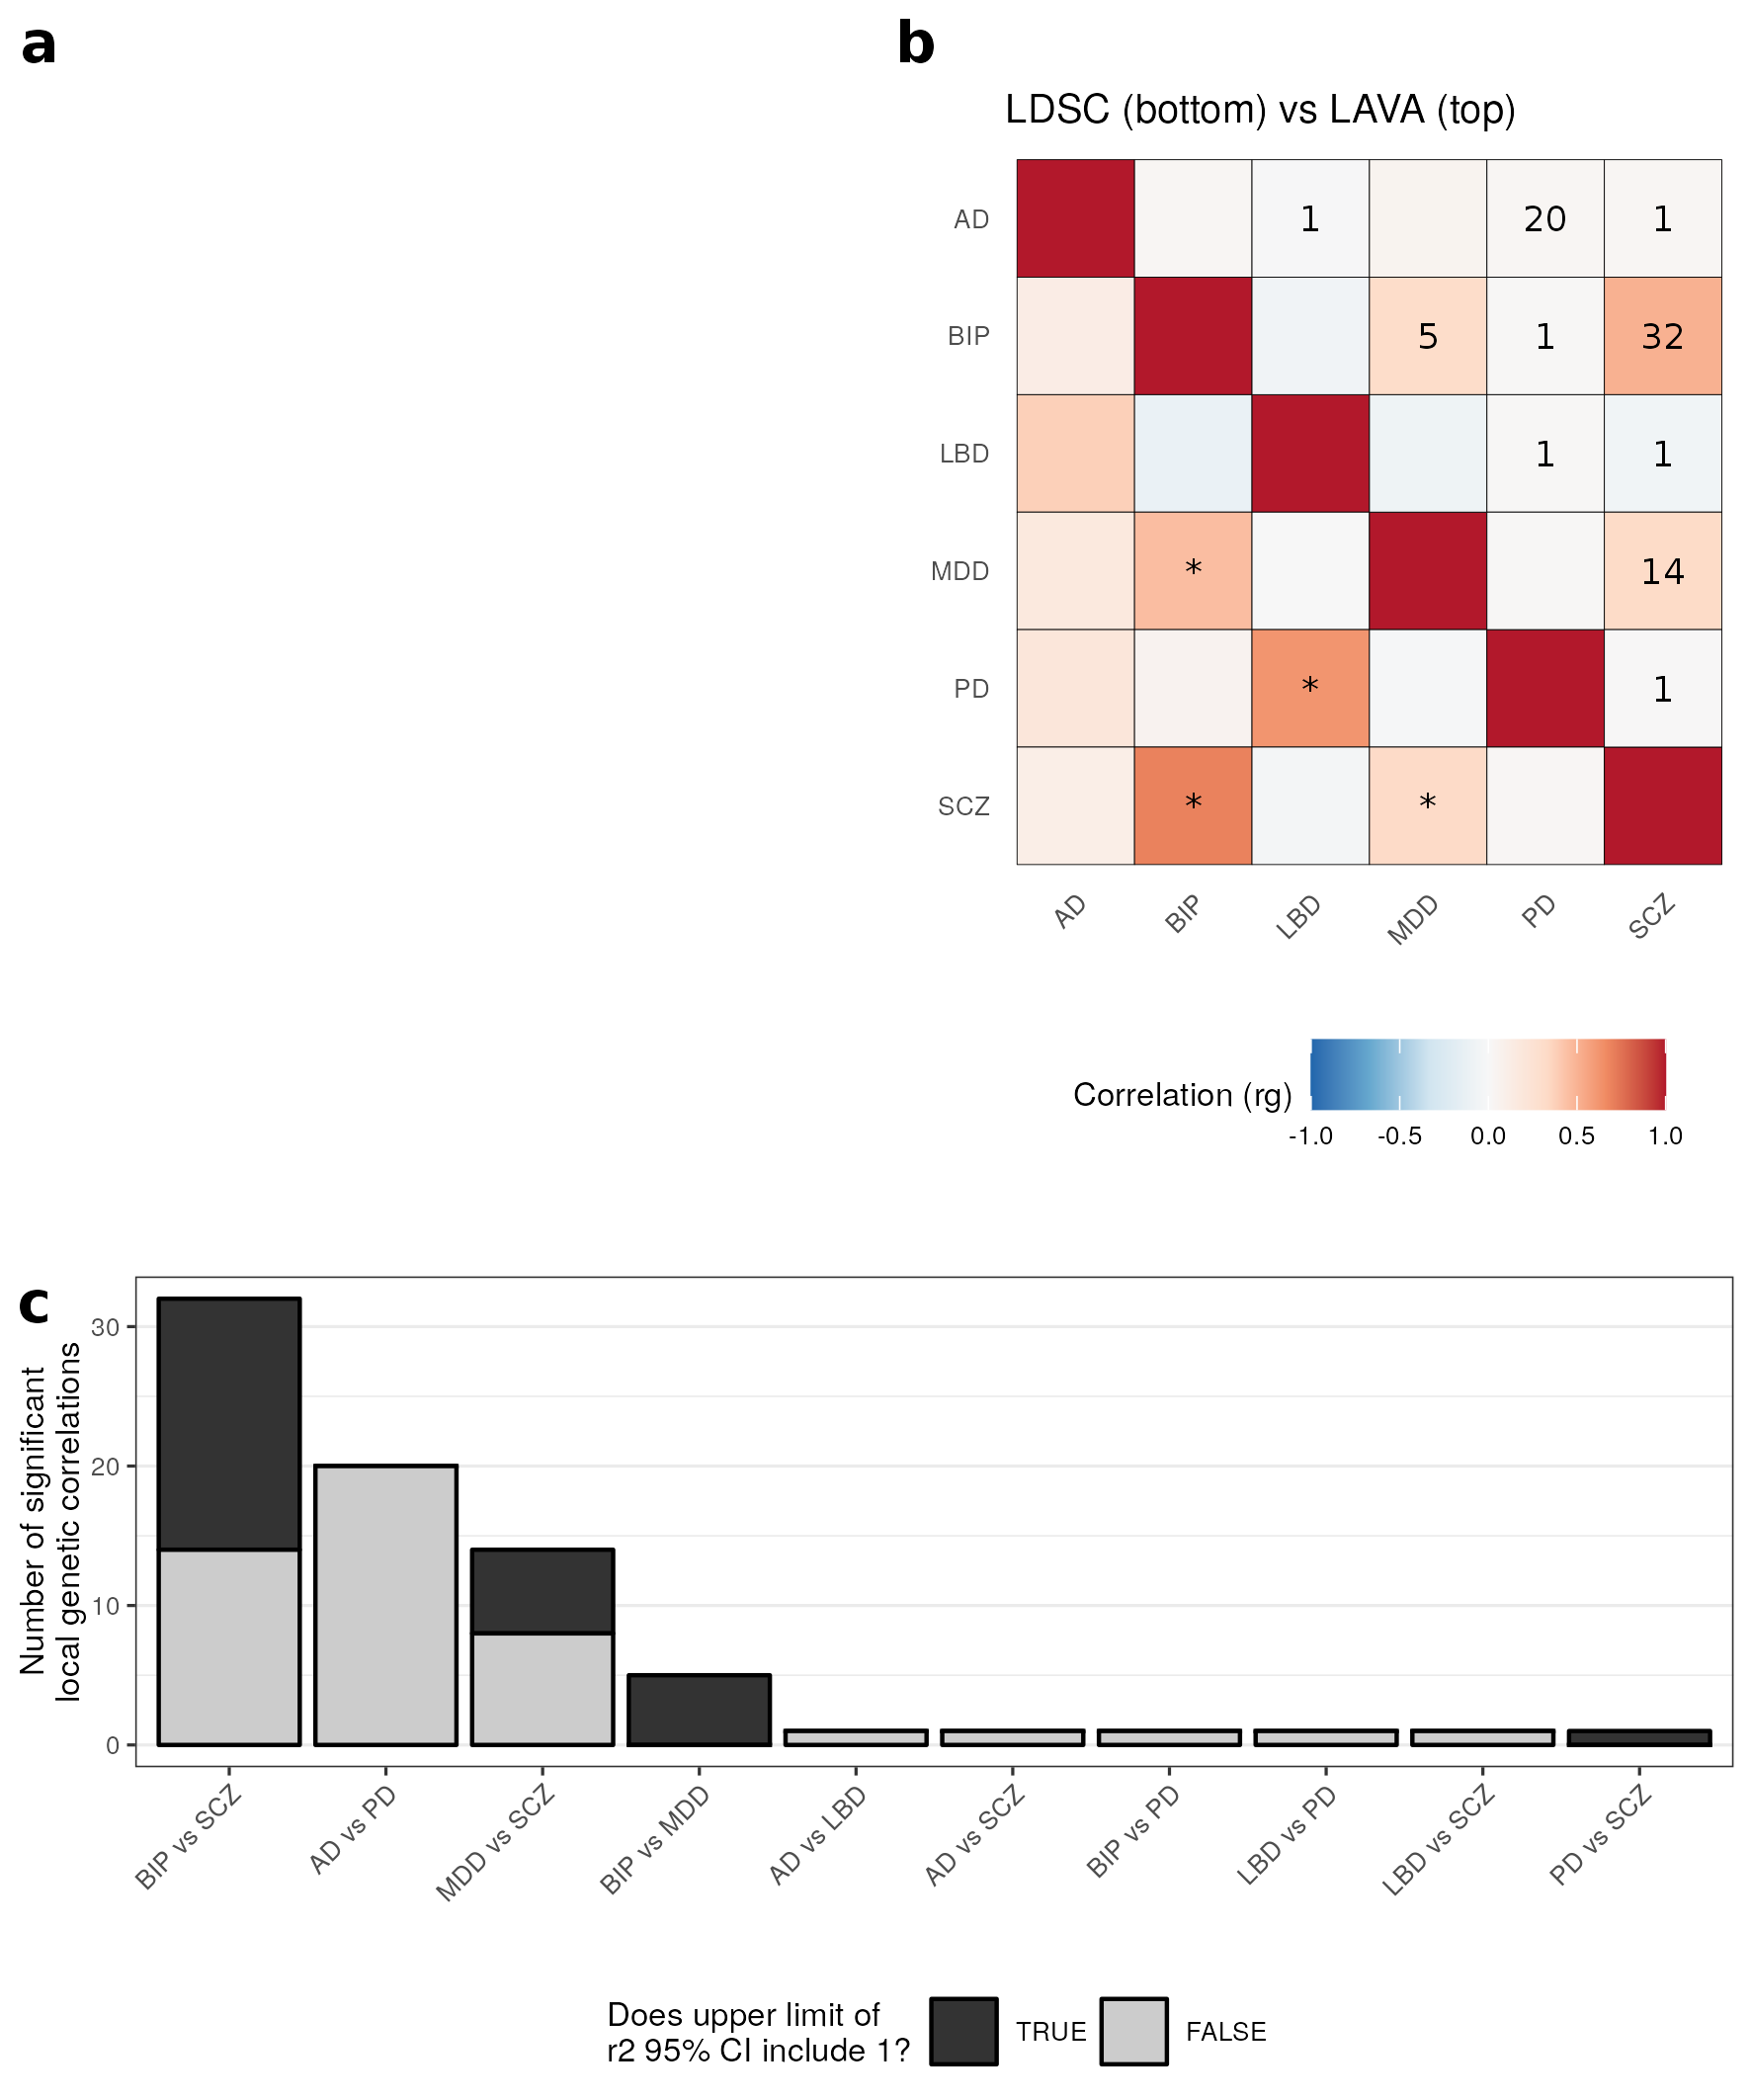 a
b
LDSC (bottom) vs LAVA (top)
AD 1 20 1
BIP 5 1 32
LBD 1 1
MDD * 14
PD * 1
SCZ * *
AD BIP LBD MDD PD SCZ
Correlation (rg)
-1.0 -0.5 0.0 0.5 1.0
c
Number of significant
local genetic correlations
30
20
10
0
BIP vs SCZ
AD vs PD
MDD vs SCZ
BIP vs MDD
AD vs LBD
AD vs SCZ
BIP vs PD
LBD vs PD
LBD vs SCZ
PD vs SCZ
Does upper limit of
r2 95% CI include 1?
TRUE FALSE